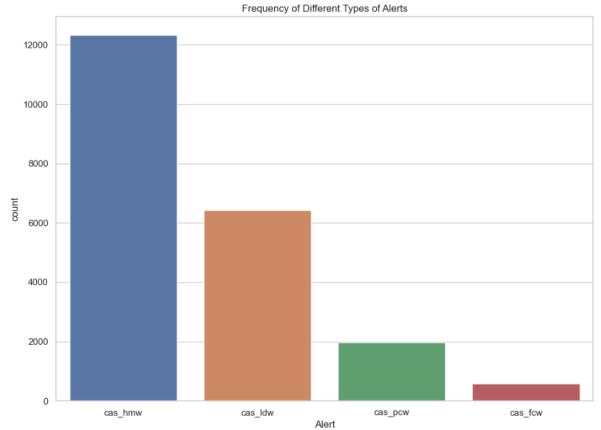 Frequency of Different Types of Alerts
12000
10000
8000
6000
4000
2000
0
count
cas_hmw cas_ldw cas_pcw cas_fcw
Alert